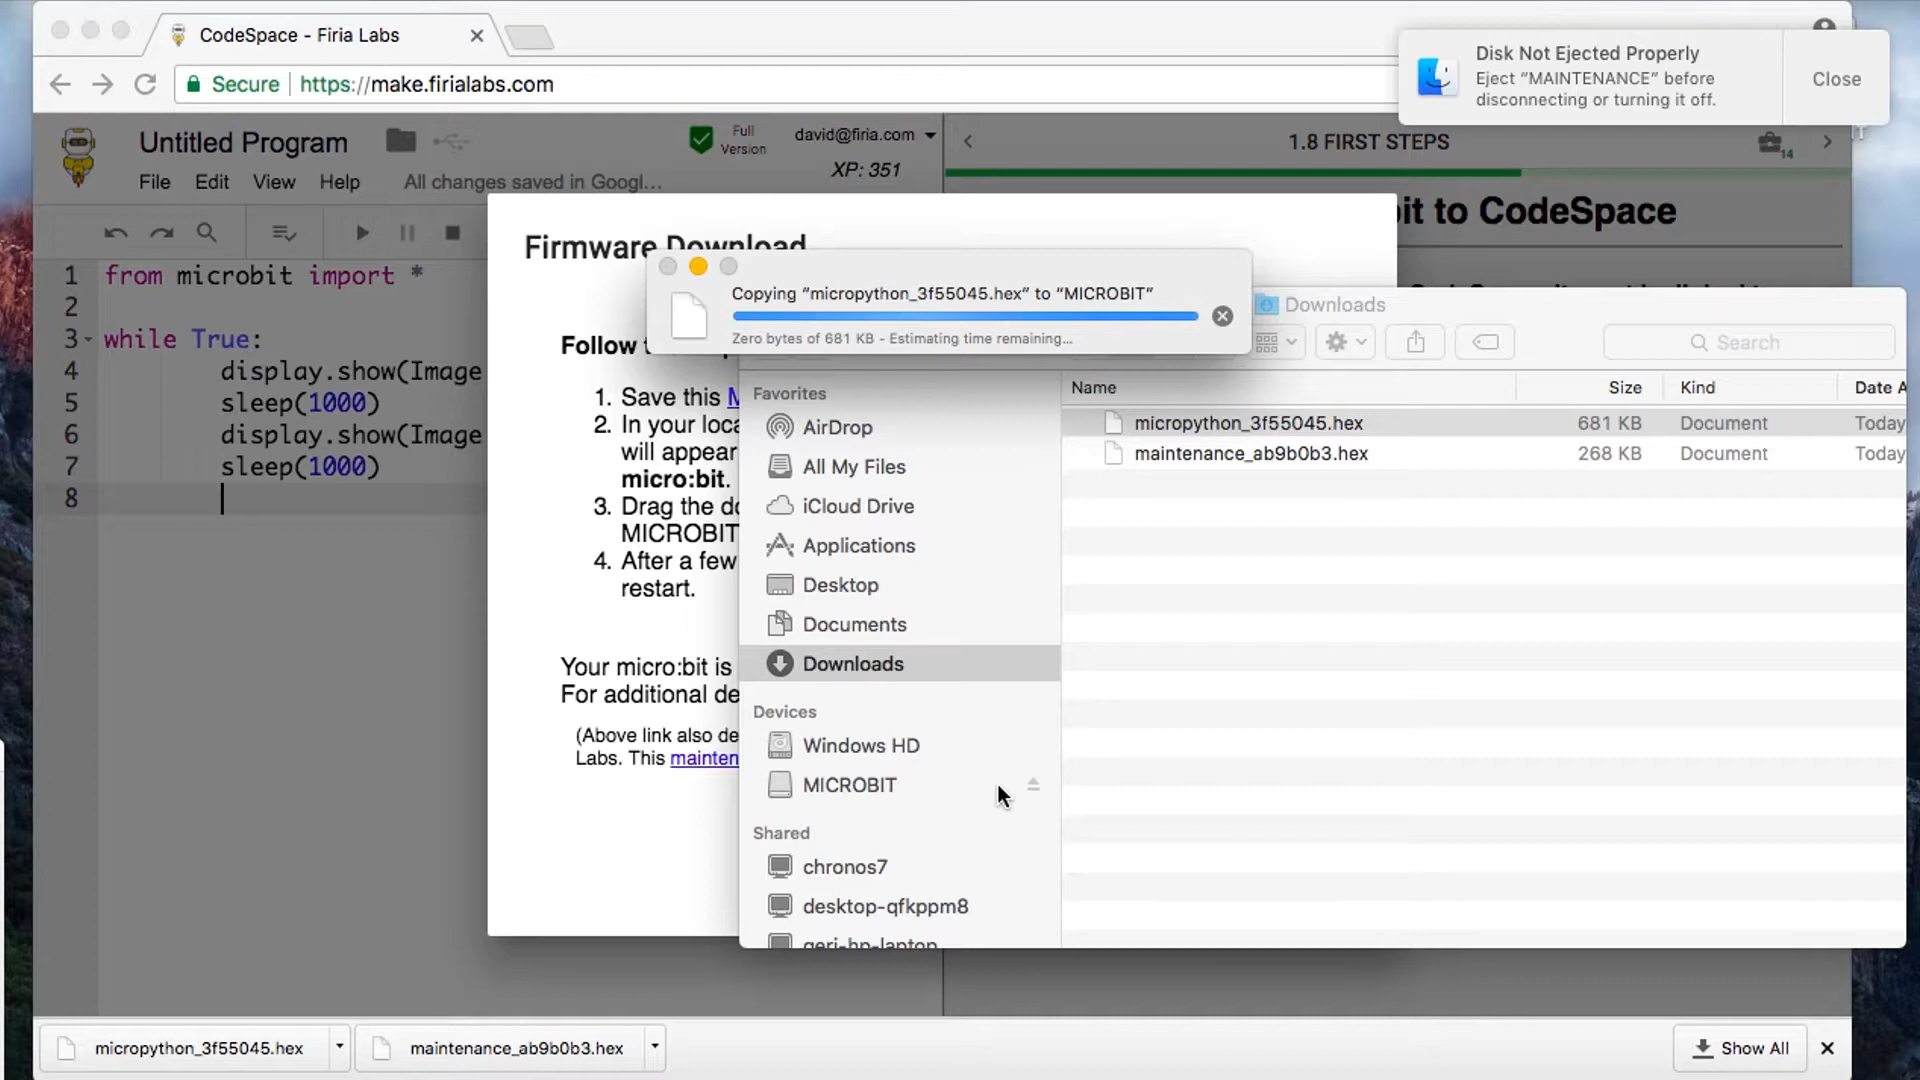 CodeSpace - Firia Labs
Secure
https://make.firialabs.com
Disk Not Ejected Properly
Eject “MAINTENANCE” before
disconnecting or turning it off.
Close
Untitled Program
Full
Version
david@firia.com
XP: 351
File Edit View Help All changes saved in Googl...
1.8 FIRST STEPS
14
bit to CodeSpace
1 from microbit import *
2
3 while True:
4 display.show(Image
5 sleep(1000)
6 display.show(Image
7 sleep(1000)
8
Firmware Download
Follow
1. Save this M
2. In your loca
will appear
micro:bit.
3. Drag the do
MICROBIT
4. After a few
restart.
Your micro:bit is
For additional de
(Above link also de
Labs. This mainten
Copying “micropython_3f55045.hex” to “MICROBIT”
Zero bytes of 681 KB - Estimating time remaining...
Downloads
Search
Favorites
AirDrop
All My Files
iCloud Drive
Applications
Desktop
Documents
Downloads
Devices
Windows HD
MICROBIT
Shared
chronos7
desktop-qfkppm8
geri-hp-laptop
Name Size Kind Date A
micropython_3f55045.hex 681 KB Document Today
maintenance_ab9b0b3.hex 268 KB Document Today
micropython_3f55045.hex
maintenance_ab9b0b3.hex
Show All